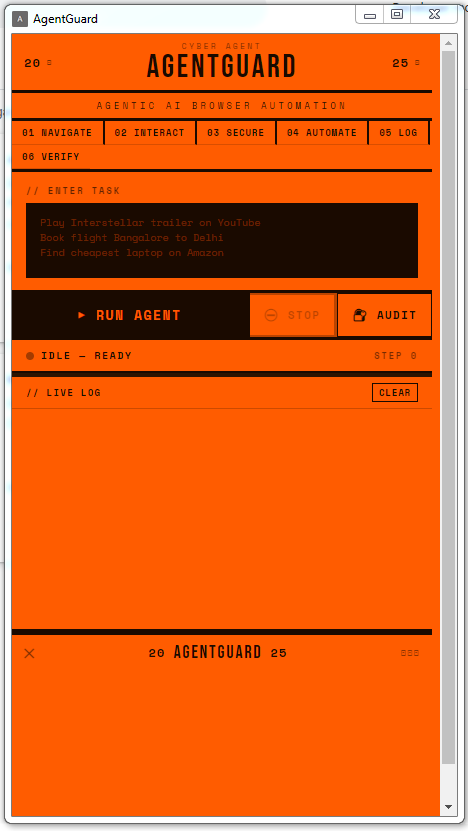 A AgentGuard
CYBER AGENT
20 AGENTGUARD 25
AGENTIC AI BROWSER AUTOMATION
01 NAVIGATE 02 INTERACT 03 SECURE 04 AUTOMATE 05 LOG
06 VERIFY
// ENTER TASK
Play Interstellar trailer on YouTube
Book flight Bangalore to Delhi
Find cheapest laptop on Amazon
► RUN AGENT STOP AUDIT
IDLE — READY STEP 0
// LIVE LOG CLEAR
20 AGENTGUARD 25